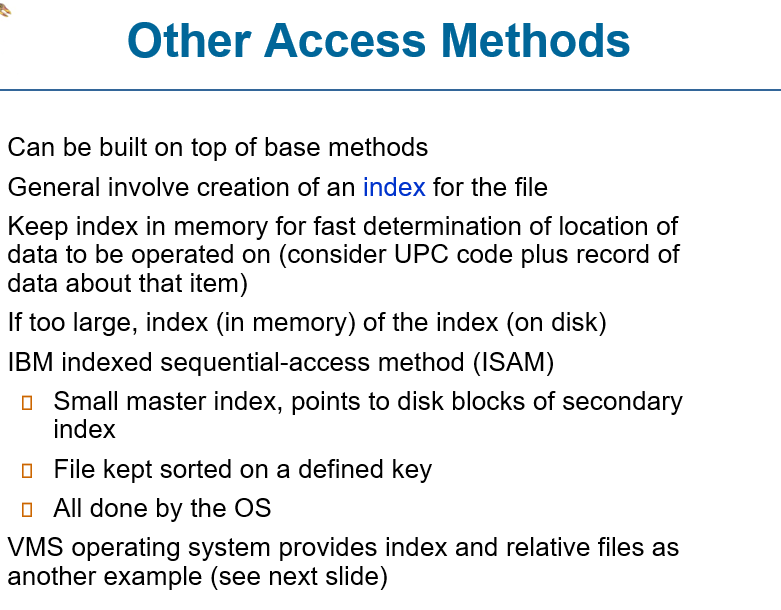 Other Access Methods
Can be built on top of base methods
General involve creation of an index for the file
Keep index in memory for fast determination of location of
data to be operated on (consider UPC code plus record of
data about that item)
If too large, index (in memory) of the index (on disk)
IBM indexed sequential-access method (ISAM)
Small master index, points to disk blocks of secondary
index
File kept sorted on a defined key
All done by the OS
VMS operating system provides index and relative files as
another example (see next slide)